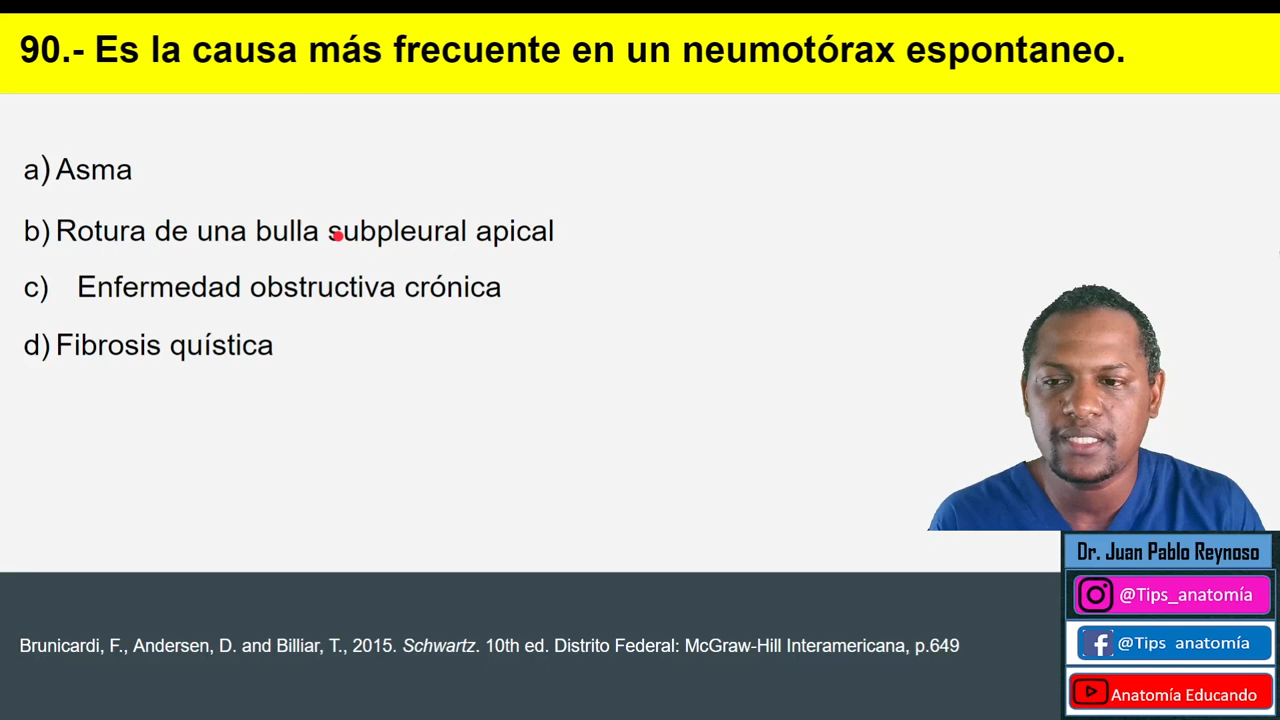 90.- Es la causa más frecuente en un neumotórax espontaneo.
a) Asma
b) Rotura de una bulla subpleural apical
c) Enfermedad obstructiva crónica
d) Fibrosis quística
Dr. Juan Pablo Reynoso
@Tips_anatomía
@Tips anatomía
Anatomía Educando
Brunicardi, F., Andersen, D. and Billiar, T., 2015. Schwartz. 10th ed. Distrito Federal: McGraw-Hill Interamericana, p.649